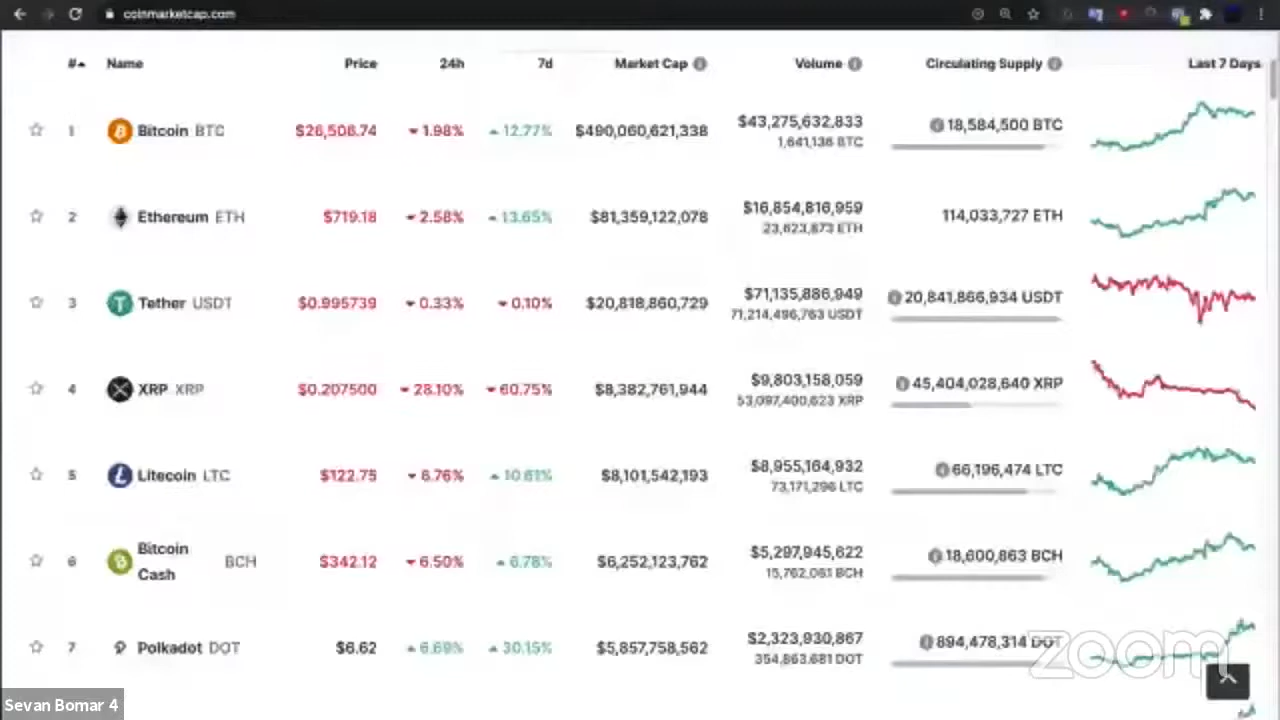 coinmarketcap.com
# Name Price 24h 7d Market Cap Volume Circulating Supply Last 7 Days
1 Bitcoin BTC $26,506.74 1.98% 12.77% $490,060,621,338 $43,275,632,833 18,584,500 BTC
1,641,136 BTC
2 Ethereum ETH $719.18 2.58% 13.65% $81,359,122,078 $16,854,816,959 114,033,727 ETH
23,623,873 ETH
3 Tether USDT $0.995739 0.33% 0.10% $20,818,860,729 $71,135,886,949 20,841,866,934 USDT
71,214,496,763 USDT
4 XRP XRP $0.207500 28.10% 60.75% $8,382,761,944 $9,803,158,059 45,404,028,640 XRP
53,097,400,623 XRP
5 Litecoin LTC $122.75 6.76% 10.61% $8,101,542,193 $8,955,164,932 66,196,474 LTC
73,171,296 LTC
6 Bitcoin Cash BCH $342.12 6.50% 6.78% $6,252,123,762 $5,297,945,622 18,600,863 BCH
15,762,061 BCH
7 Polkadot DOT $6.62 6.69% 30.15% $5,857,758,562 $2,323,930,867 894,478,314 DOT
354,863,681 DOT
zoom
Sevan Bomar 4